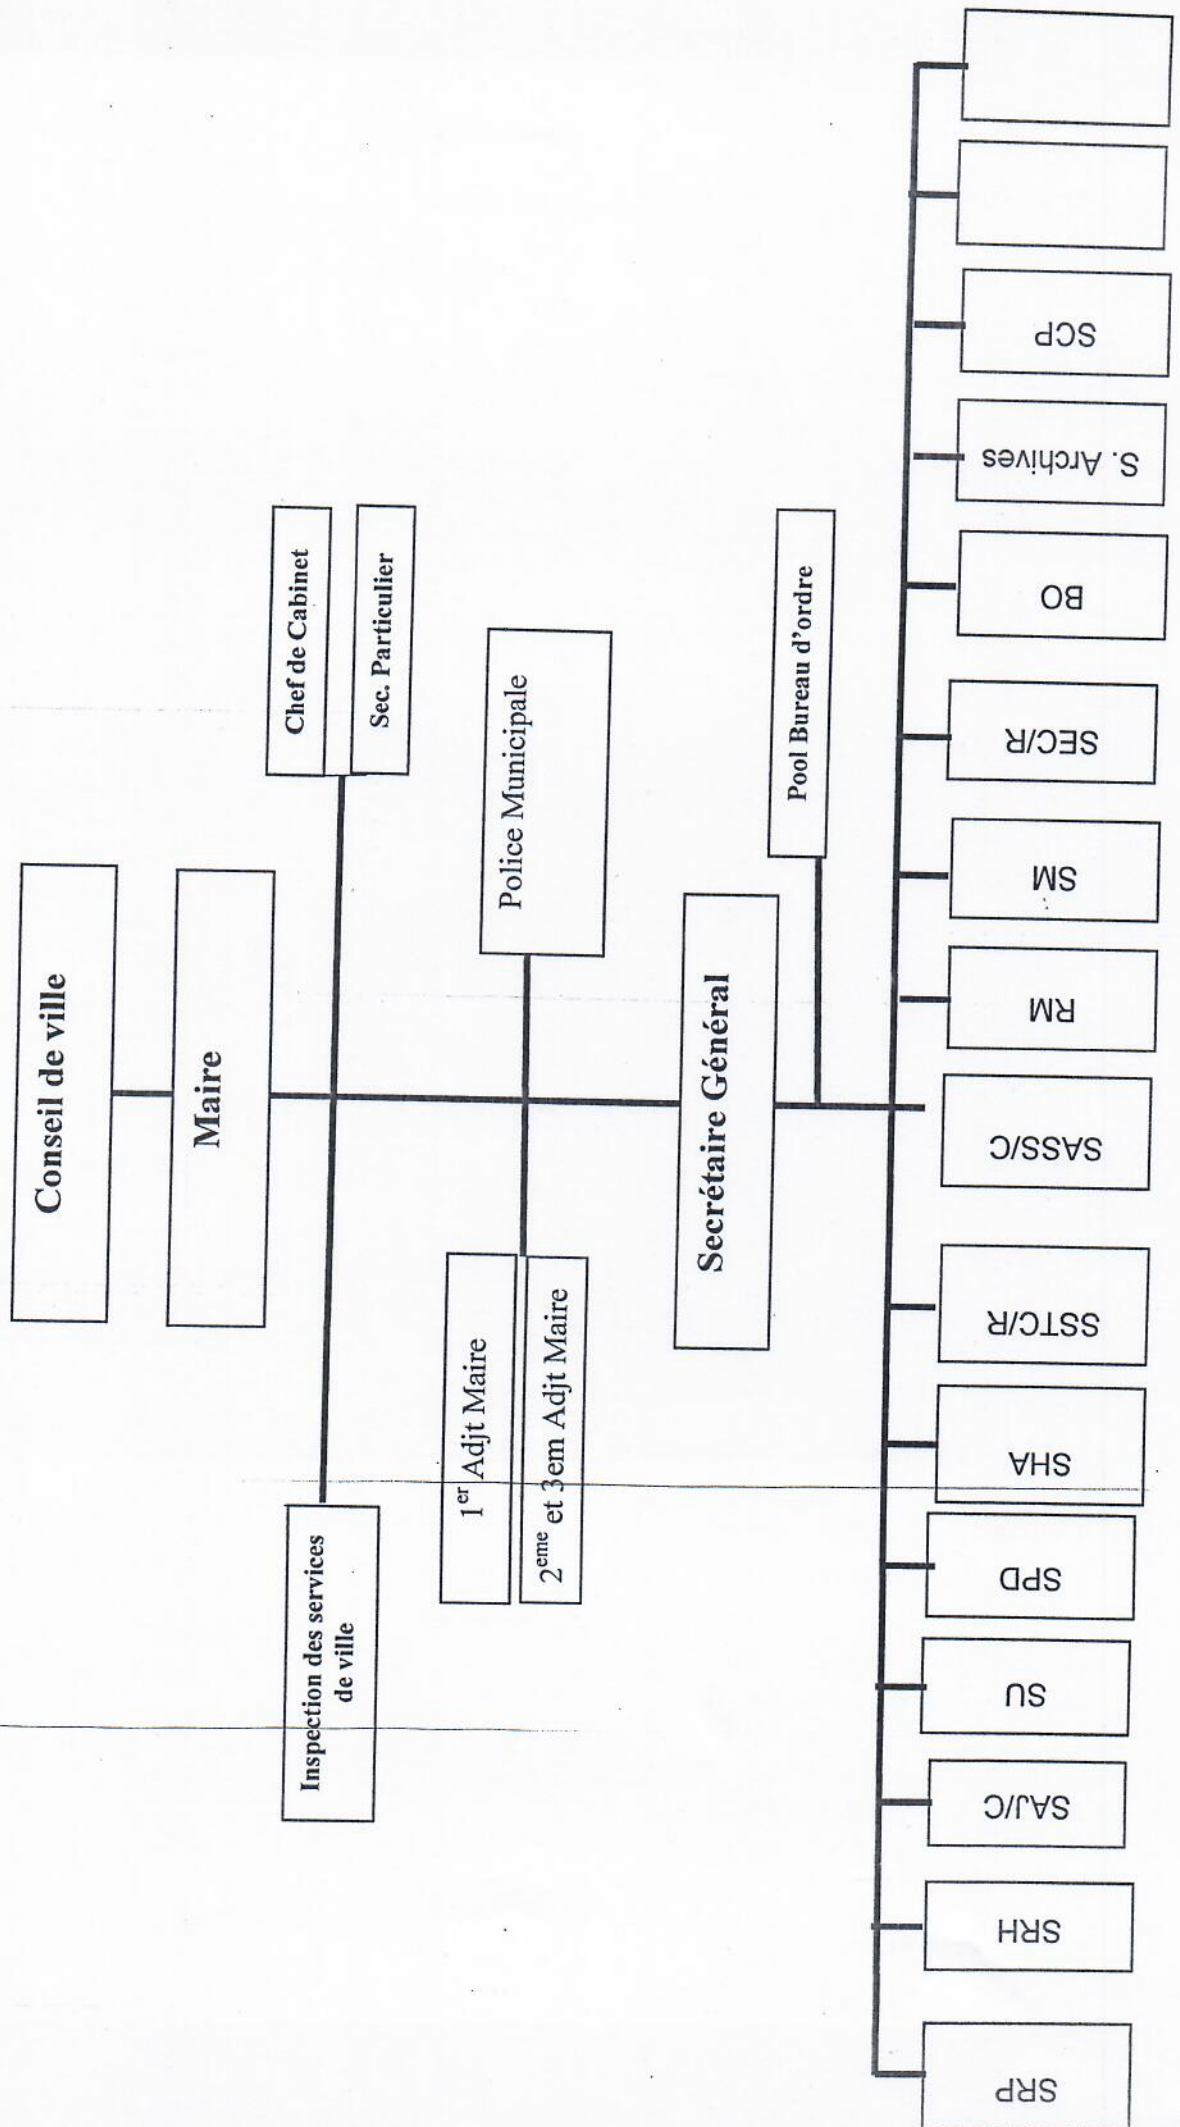 Conseil de ville
Maire
Chef de Cabinet
Sec. Particulier
Inspection des services
de ville
Police Municipale
1er Adjt Maire
2eme et 3em Adjt Maire
Secrétaire Général
Pool Bureau d'ordre
SRP
SRH
SAJ/C
SU
SPD
SHA
SSTC/R
SASS/C
RM
SM
SEC/R
BO
S. Archives
SCP